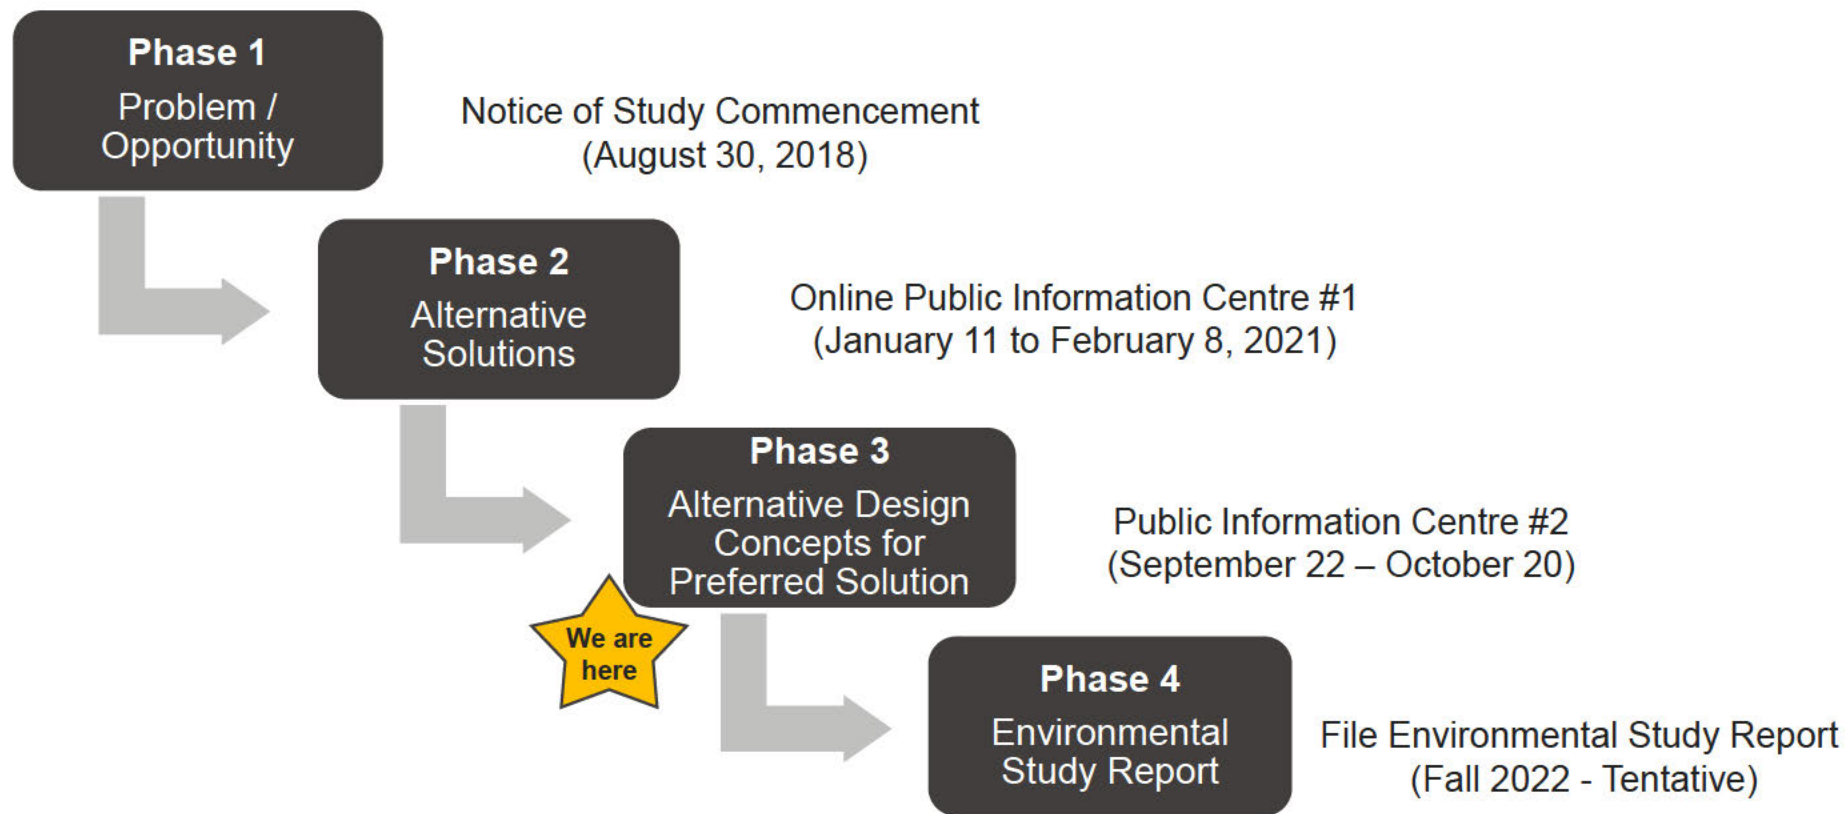 Phase 1
Problem /
Opportunity
Notice of Study Commencement
(August 30, 2018)
Phase 2
Alternative
Solutions
Online Public Information Centre #1
(January 11 to February 8, 2021)
Phase 3
Alternative Design
Concepts for
Preferred Solution
Public Information Centre #2
(September 22 – October 20)
We are
here
Phase 4
Environmental
Study Report
File Environmental Study Report
(Fall 2022 - Tentative)